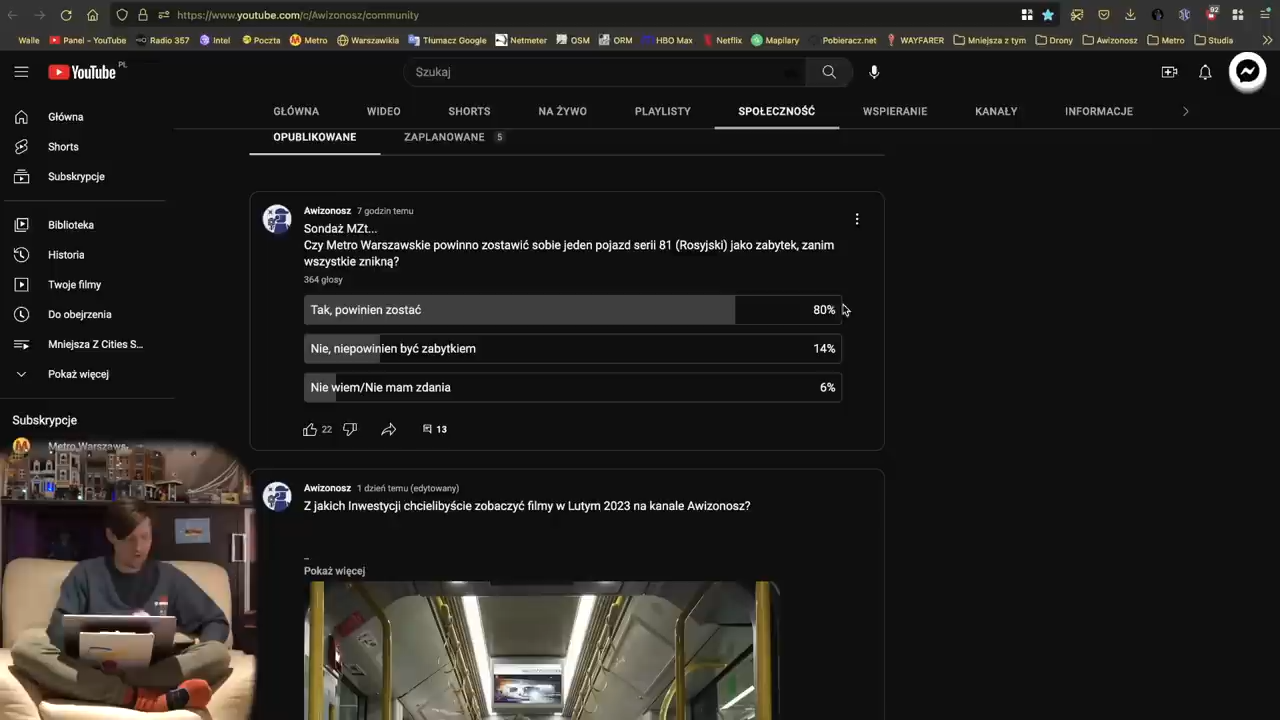 https://www.youtube.com/c/Awizonosz/community
92
Walle
Panel – YouTube
Radio 357
Intel
Poczta
Metro
Warszawikia
Tłumacz Google
Netmeter
OSM
ORM
HBO Max
Netflix
Mapilary
Pobieracz.net
WAYFARER
Mniejsza z tym
Drony
Awizonosz
Metro
Studia
YouTube PL
Szukaj
GŁÓWNA
WIDEO
SHORTS
NA ŻYWO
PLAYLISTY
SPOŁECZNOŚĆ
WSPIERANIE
KANAŁY
INFORMACJE
Główna
Shorts
Subskrypcje
Biblioteka
Historia
Twoje filmy
Do obejrzenia
Mniejsza Z Cities S...
Pokaż więcej
Subskrypcje
Metro Warszaws...
OPUBLIKOWANE
ZAPLANOWANE 5
Awizonosz 7 godzin temu
Sondaż MZt...
Czy Metro Warszawskie powinno zostawić sobie jeden pojazd serii 81 (Rosyjski) jako zabytek, zanim
wszystkie znikną?
364 głosy
Tak, powinien zostać 80%
Nie, niepowinien być zabytkiem 14%
Nie wiem/Nie mam zdania 6%
22
13
Awizonosz 1 dzień temu (edytowany)
Z jakich Inwestycji chcielibyście zobaczyć filmy w Lutym 2023 na kanale Awizonosz?
_
Pokaż więcej